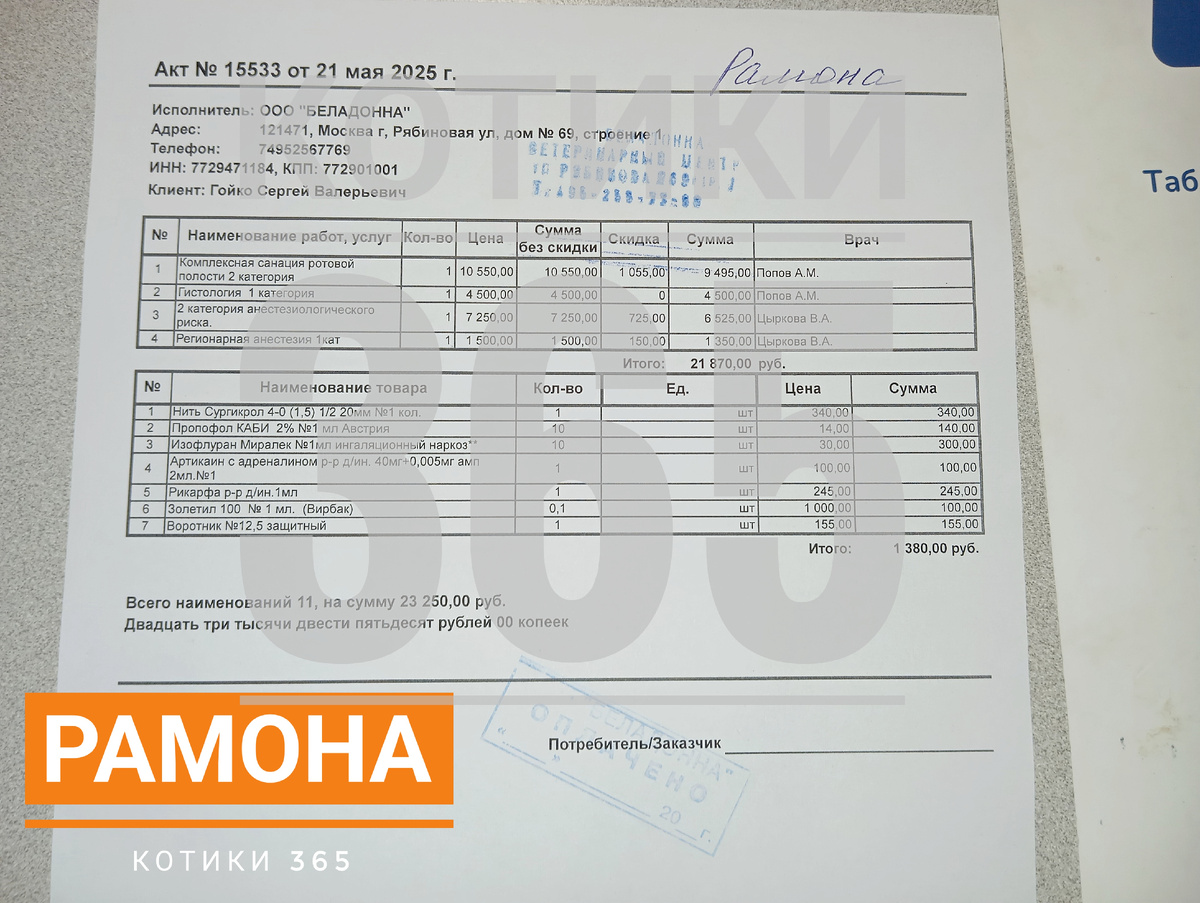 Акт № 15533 от 21 мая 2025 г.
Рамона
Исполнитель: ООО "БЕЛАДОННА"
Адрес: 121471, Москва г, Рябиновая ул, дом № 69, строение 1
Телефон: 74952567769
ИНН: 7729471184, КПП: 772901001
Клиент: Гойко Сергей Валерьевич
ВЕТЕРИНАРНЫЙ ЦЕНТР
КОТИКИ
365
Таб
№ Наименование работ, услуг Кол-во Цена Сумма без скидки Скидка Сумма Врач
1 Комплексная санация ротовой полости 2 категория 1 10 550,00 10 550,00 1 055,00 9 495,00 Попов А.М.
2 Гистология 1 категория 1 4 500,00 4 500,00 0 4 500,00 Попов А.М.
3 2 категория анестезиологического риска. 1 7 250,00 7 250,00 725,00 6 525,00 Цыркова В.А.
4 Регионарная анестезия 1кат 1 1 500,00 1 500,00 150,00 1 350,00 Цыркова В.А.
Итого: 21 870,00 руб.
№ Наименование товара Кол-во Ед. Цена Сумма
1 Нить Сургикрол 4-0 (1,5) 1/2 20мм №1 кол. 1 шт 340,00 340,00
2 Пропофол КАБИ 2% №1 мл Австрия 10 шт 14,00 140,00
3 Изофлуран Миралек №1мл ингаляционный наркоз** 10 шт 30,00 300,00
4 Артикаин с адреналином р-р д/ин. 40мг+0,005мг амп 2мл.№1 1 шт 100,00 100,00
5 Рикарфа р-р д/ин.1мл 1 шт 245,00 245,00
6 Золетил 100 № 1 мл. (Вирбак) 0,1 шт 1 000,00 100,00
7 Воротник №12,5 защитный 1 шт 155,00 155,00
Итого: 1 380,00 руб.
Всего наименований 11, на сумму 23 250,00 руб.
Двадцать три тысячи двести пятьдесят рублей 00 копеек
"БЕЛАДОННА"
ОПЛАЧЕНО
« » 20 г.
Потребитель/Заказчик
РАМОНА
КОТИКИ 365